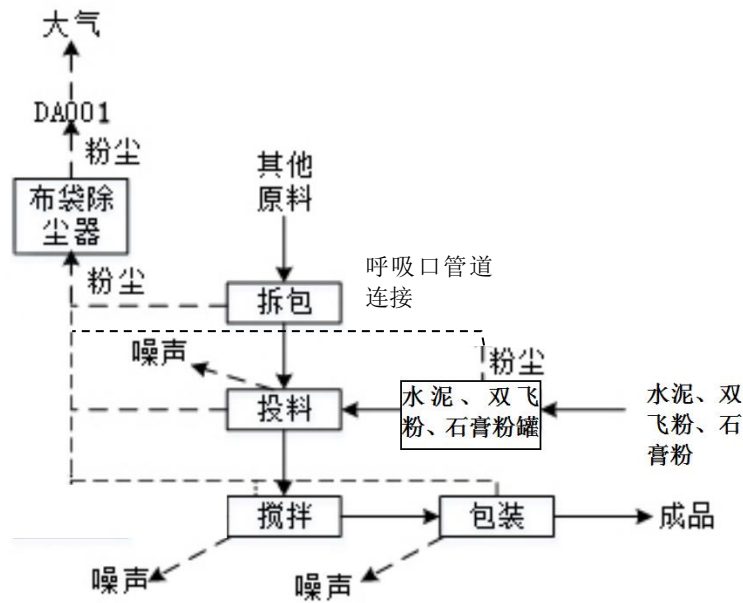 大气
DA001
粉尘
布袋除
尘器
粉尘
其他
原料
呼吸口管道
连接
拆包
噪声
粉尘
投料
水泥、双飞
粉、石膏粉罐
水泥、双
飞粉、石
膏粉
搅拌
包装
成品
噪声
噪声